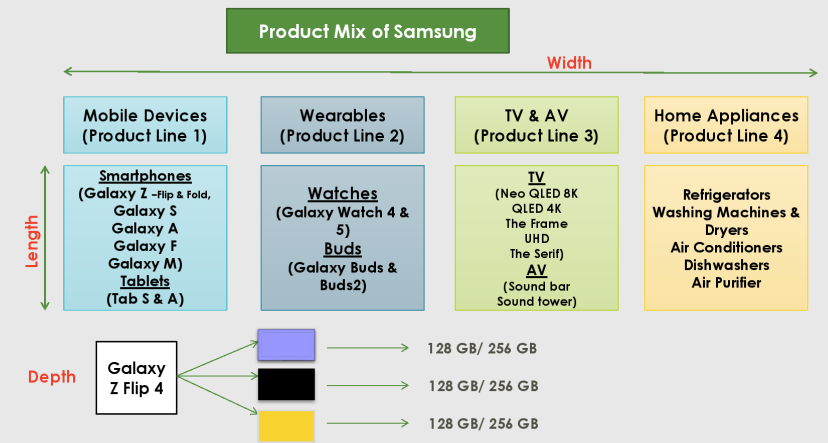 Product Mix of Samsung
Width
Mobile Devices
(Product Line 1)
Wearables
(Product Line 2)
TV & AV
(Product Line 3)
Home Appliances
(Product Line 4)
Length
Smartphones
(Galaxy Z –Flip & Fold,
Galaxy S
Galaxy A
Galaxy F
Galaxy M)
Tablets
(Tab S & A)
Watches
(Galaxy Watch 4 &
5)
Buds
(Galaxy Buds &
Buds2)
TV
(Neo QLED 8K
QLED 4K
The Frame
UHD
The Serif)
AV
(Sound bar
Sound tower)
Refrigerators
Washing Machines &
Dryers
Air Conditioners
Dishwashers
Air Purifier
Depth
Galaxy
Z Flip 4
128 GB/ 256 GB
128 GB/ 256 GB
128 GB/ 256 GB